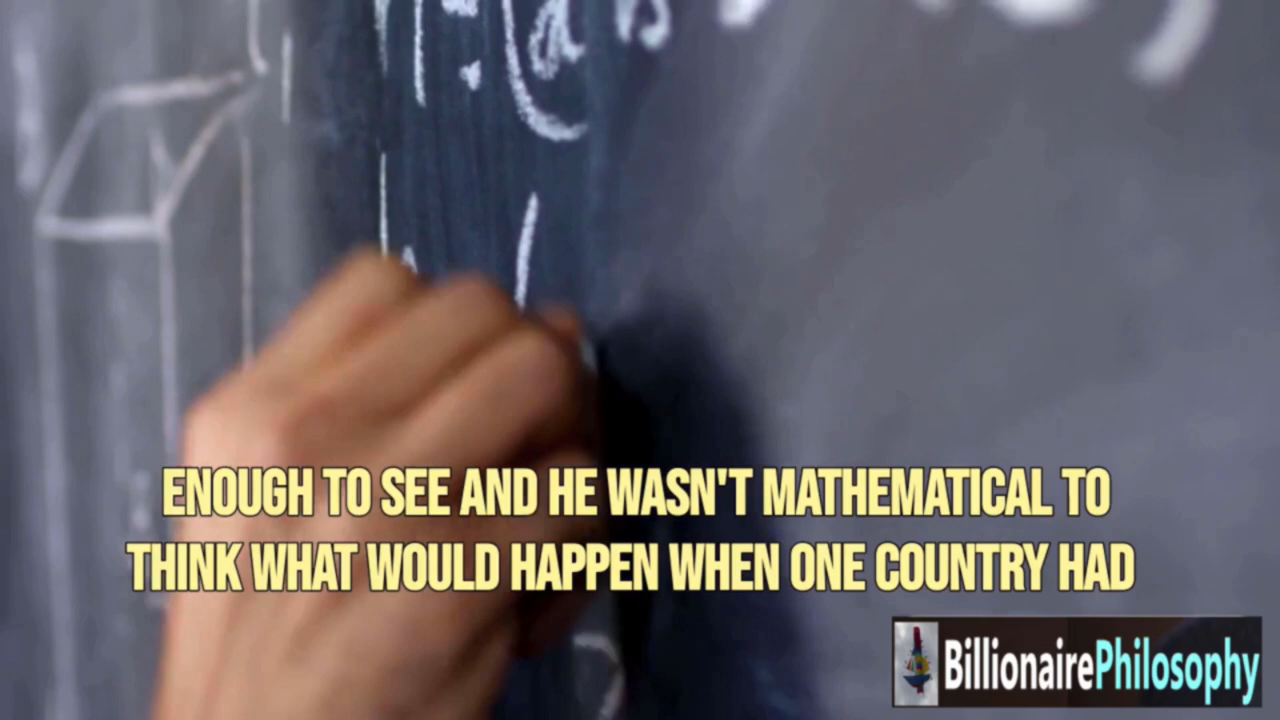 ENOUGH TO SEE AND HE WASN'T MATHEMATICAL TO
THINK WHAT WOULD HAPPEN WHEN ONE COUNTRY HAD
BillionairePhilosophy